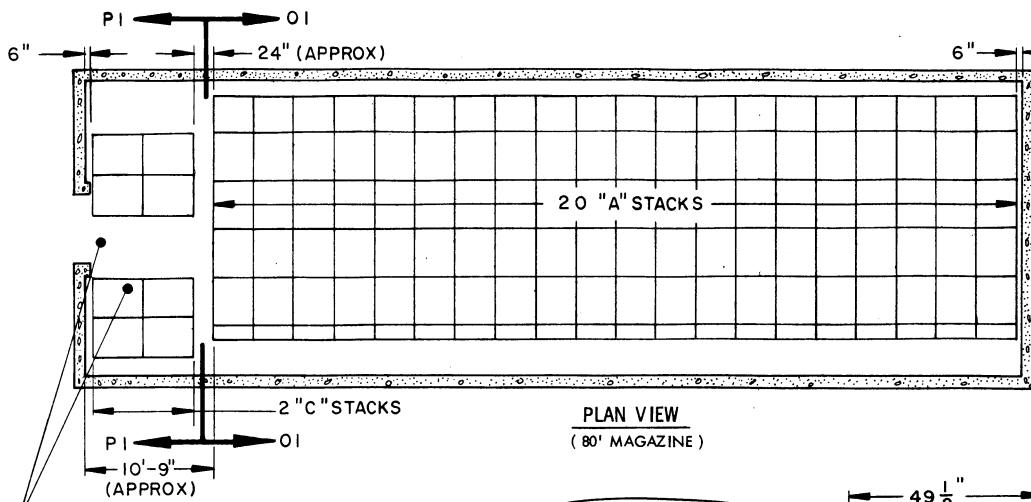 P1 O1
6" 24" (APPROX) 6"
20 "A" STACKS
2 "C" STACKS
P1 O1
10'-9"
(APPROX)
PLAN VIEW
(80' MAGAZINE)
49 1/2"